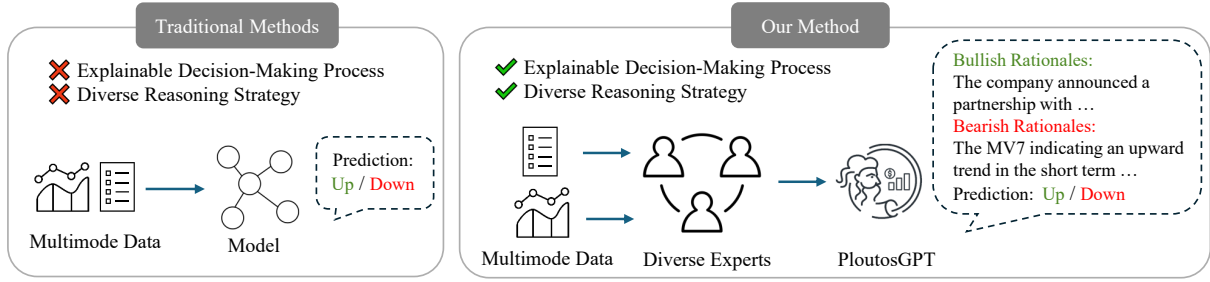 Traditional Methods
Explainable Decision-Making Process
Diverse Reasoning Strategy
Prediction:
Up / Down
Multimode Data
Model
Our Method
Explainable Decision-Making Process
Diverse Reasoning Strategy
Multimode Data
Diverse Experts
PloutosGPT
Bullish Rationales:
The company announced a
partnership with …
Bearish Rationales:
The MV7 indicating an upward
trend in the short term …
Prediction: Up / Down